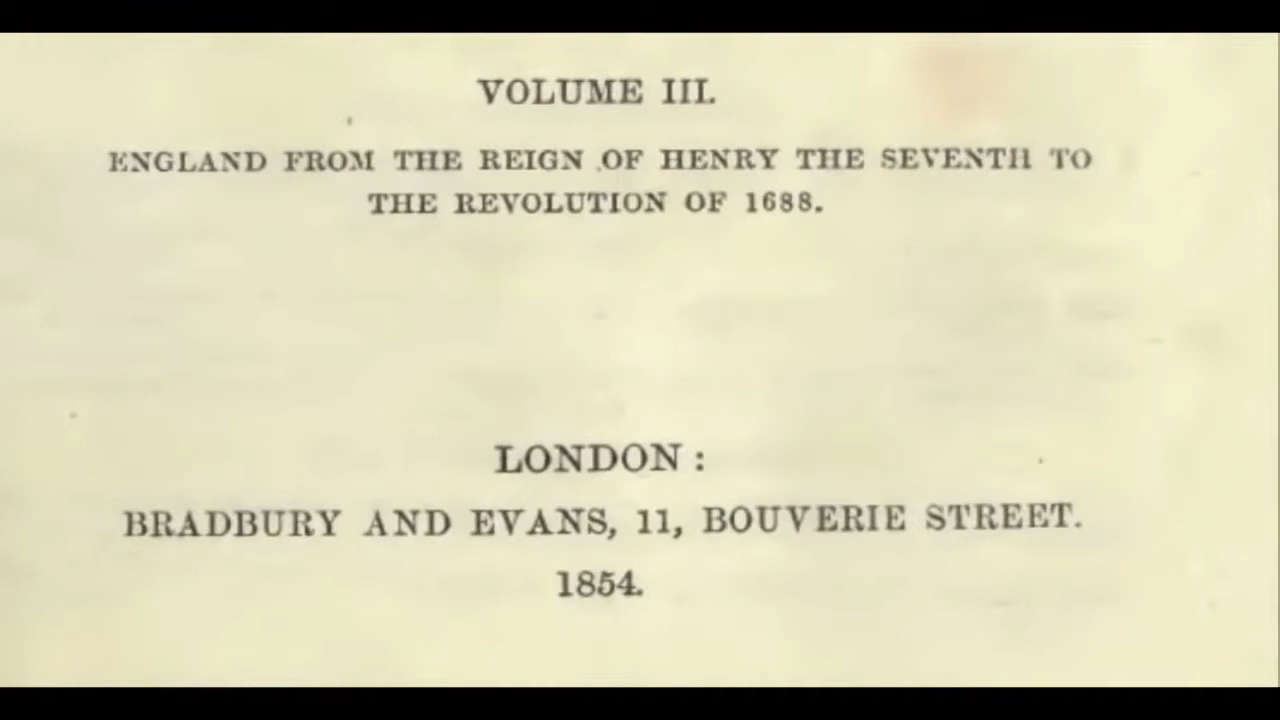 VOLUME III.
ENGLAND FROM THE REIGN OF HENRY THE SEVENTH TO
THE REVOLUTION OF 1688.
LONDON :
BRADBURY AND EVANS, 11, BOUVERIE STREET.
1854.